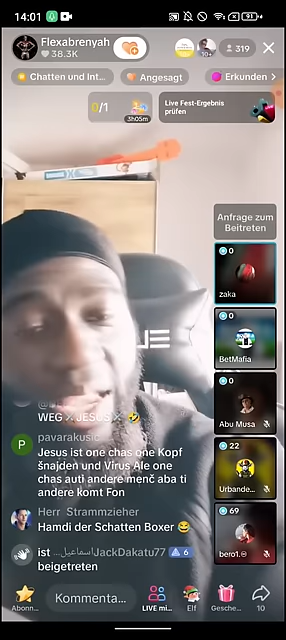 14:01
91
Flexabrenyah
38.3K
10+
319
Chatten und Int...
Angesagt
Erkunden
0/1
3h05m
Live Fest-Ergebnis
prüfen
Anfrage zum
Beitreten
0
zaka
0
BetMafia
0
Abu Musa
22
Urbande...
69
bero1.
WEG ⚔ JESUS ⚔ 🤣
P
pavarakusic
Jesus ist one chas one Kopf
šnajden und Virus Ale one
chas auti andere menč aba ti
andere komt Fon
Herr Strammzieher
Hamdi der Schatten Boxer 😂
ist ...اسماعيلJackDakatu77 6
beigetreten
Abonn...
Kommenta...
LIVE mi...
Elf
Gesche...
10